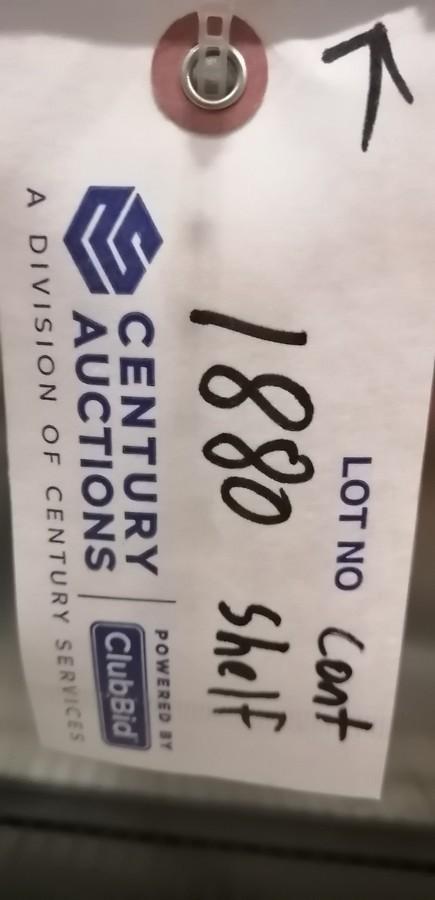 LOT NO Cont
1880 Shelf
CENTURY
AUCTIONS
POWERED BY
ClubBid
A DIVISION OF CENTURY SERVICES